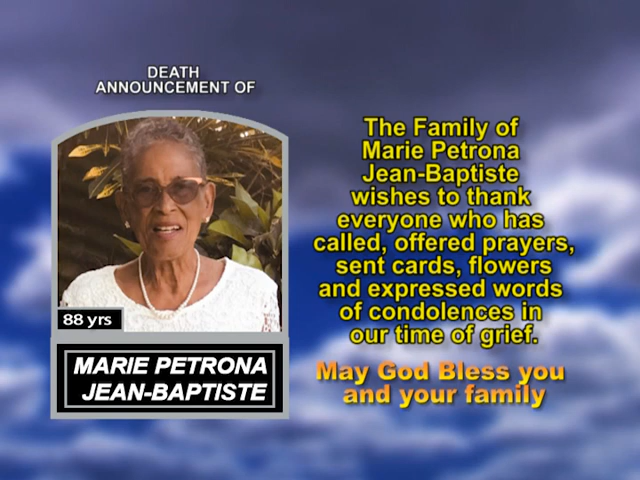 DEATH
ANNOUNCEMENT OF
88 yrs
MARIE PETRONA
JEAN-BAPTISTE
The Family of
Marie Petrona
Jean-Baptiste
wishes to thank
everyone who has
called, offered prayers,
sent cards, flowers
and expressed words
of condolences in
our time of grief.
May God Bless you
and your family